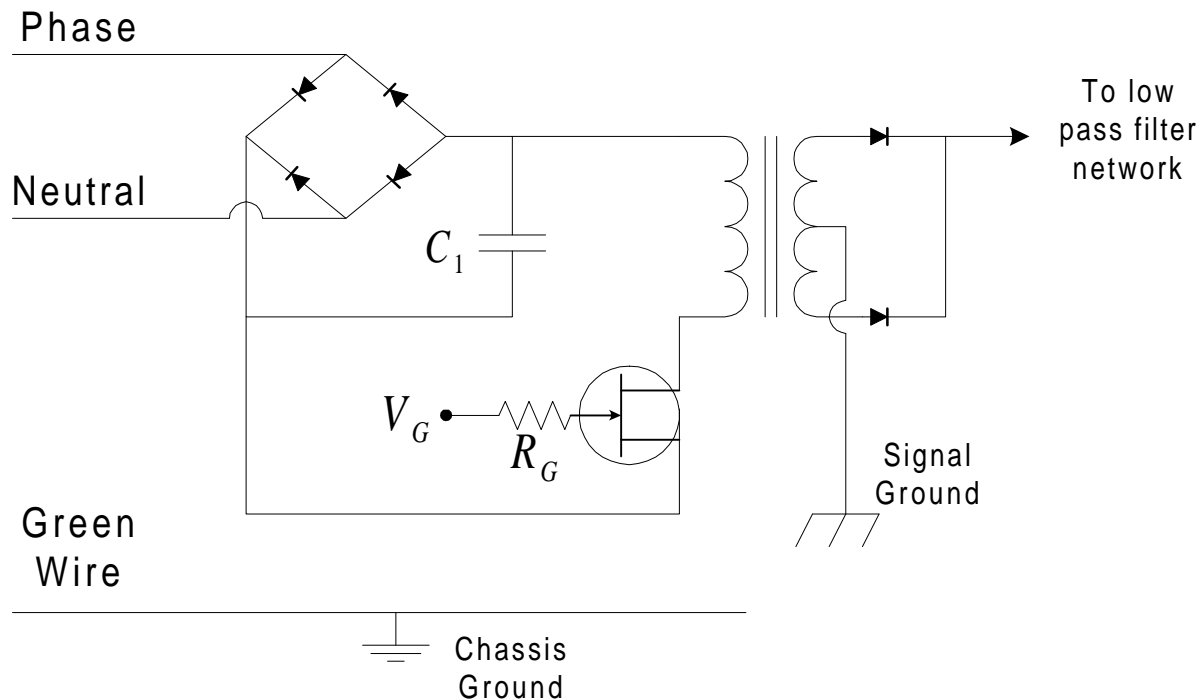 Phase
To low
pass filter
network
Neutral
C1
VG
RG
Signal
Ground
Green
Wire
Chassis
Ground